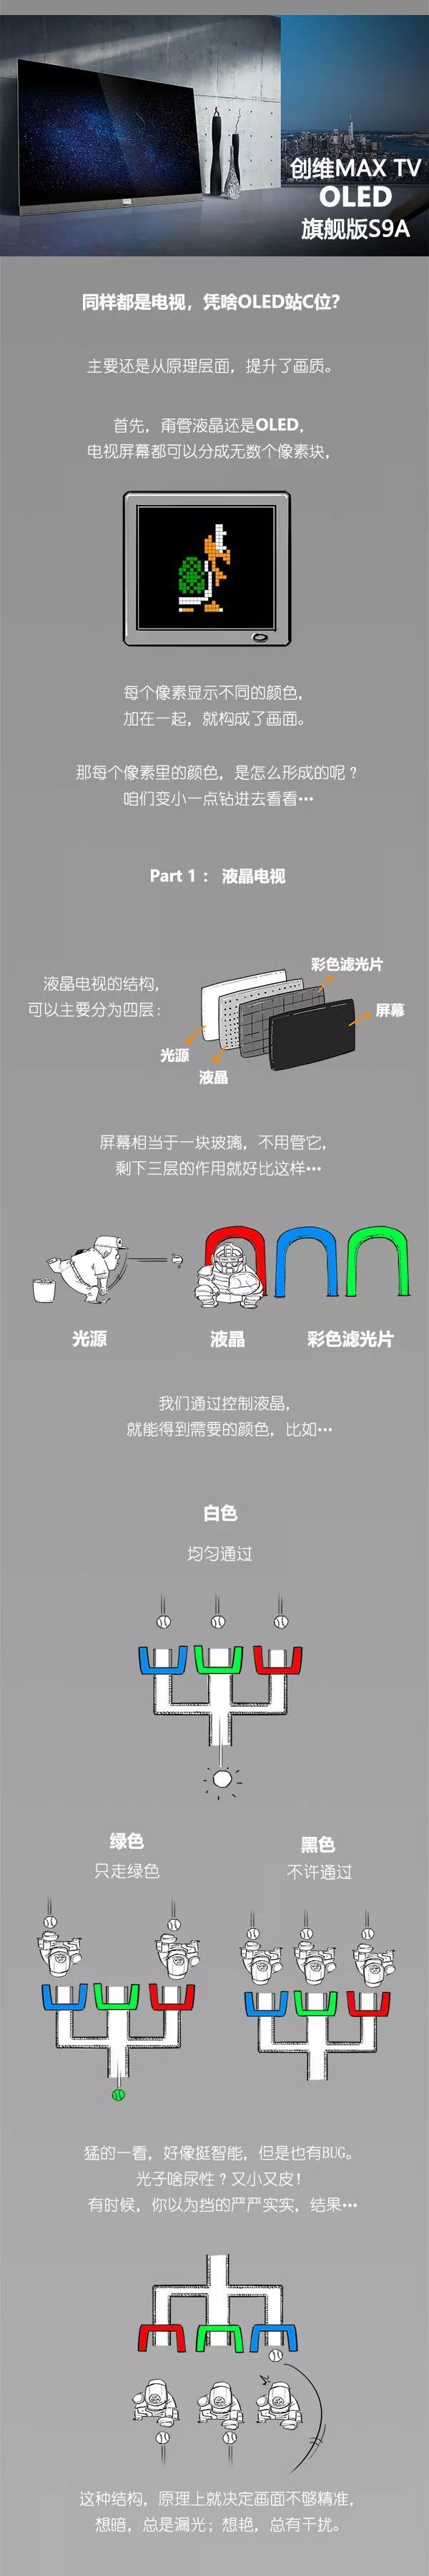 创维MAX TV
OLED
旗舰版S9A
同样都是电视，凭啥OLED站C位？
主要还是从原理层面，提升了画质。
首先，甭管液晶还是OLED，
电视屏幕都可以分成无数个像素块，
每个像素显示不同的颜色，
加在一起，就构成了画面。
那每个像素里的颜色，是怎么形成的呢？
咱们变小一点钻进去看看…
Part 1： 液晶电视
液晶电视的结构，
可以主要分为四层：
彩色滤光片
屏幕
光源
液晶
屏幕相当于一块玻璃，不用管它，
剩下三层的作用就好比这样…
光源
液晶
彩色滤光片
我们通过控制液晶，
就能得到需要的颜色，比如…
白色
均匀通过
绿色
只走绿色
黑色
不许通过
猛的一看，好像挺智能，但是也有BUG。
光子啥尿性？又小又皮！
有时候，你以为挡的严严实实，结果…
这种结构，原理上就决定画面不够精准，
想暗，总是漏光；想艳，总有干扰。